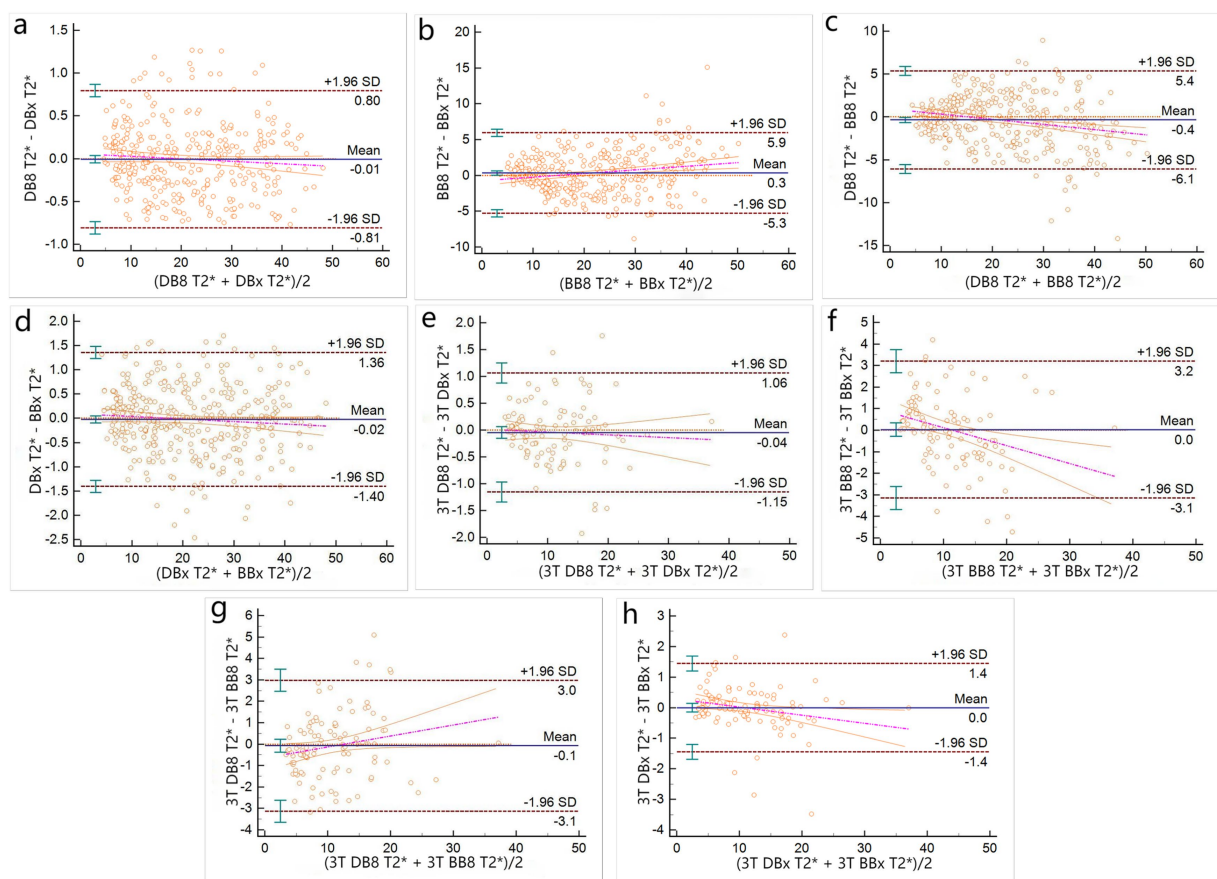 a
1.5
1.0
0.5
0.0
-0.5
-1.0
DB8 T2* - DBx T2*
+1.96 SD
0.80
Mean
-0.01
-1.96 SD
-0.81
0 10 20 30 40 50 60
(DB8 T2* + DBx T2*)/2
b
20
15
10
5
0
-5
-10
BB8 T2* - BBx T2*
+1.96 SD
5.9
Mean
0.3
-1.96 SD
-5.3
0 10 20 30 40 50 60
(BB8 T2* + BBx T2*)/2
c
10
5
0
-5
-10
-15
DB8 T2* - BB8 T2*
+1.96 SD
5.4
Mean
-0.4
-1.96 SD
-6.1
0 10 20 30 40 50 60
(DB8 T2* + BB8 T2*)/2
d
2.0
1.5
1.0
0.5
0.0
-0.5
-1.0
-1.5
-2.0
-2.5
DBx T2* - BBx T2*
+1.96 SD
1.36
Mean
-0.02
-1.96 SD
-1.40
0 10 20 30 40 50 60
(DBx T2* + BBx T2*)/2
e
2.0
1.5
1.0
0.5
0.0
-0.5
-1.0
-1.5
-2.0
3T DB8 T2* - 3T DBx T2*
+1.96 SD
1.06
Mean
-0.04
-1.96 SD
-1.15
0 10 20 30 40 50
(3T DB8 T2* + 3T DBx T2*)/2
f
5
4
3
2
1
0
-1
-2
-3
-4
-5
3T BB8 T2* - 3T BBx T2*
+1.96 SD
3.2
Mean
0.0
-1.96 SD
-3.1
0 10 20 30 40 50
(3T BB8 T2* + 3T BBx T2*)/2
g
6
5
4
3
2
1
0
-1
-2
-3
-4
3T DB8 T2* - 3T BB8 T2*
+1.96 SD
3.0
Mean
-0.1
-1.96 SD
-3.1
0 10 20 30 40 50
(3T DB8 T2* + 3T BB8 T2*)/2
h
3
2
1
0
-1
-2
-3
-4
3T DBx T2* - 3T BBx T2*
+1.96 SD
1.4
Mean
0.0
-1.96 SD
-1.4
0 10 20 30 40 50
(3T DBx T2* + 3T BBx T2*)/2